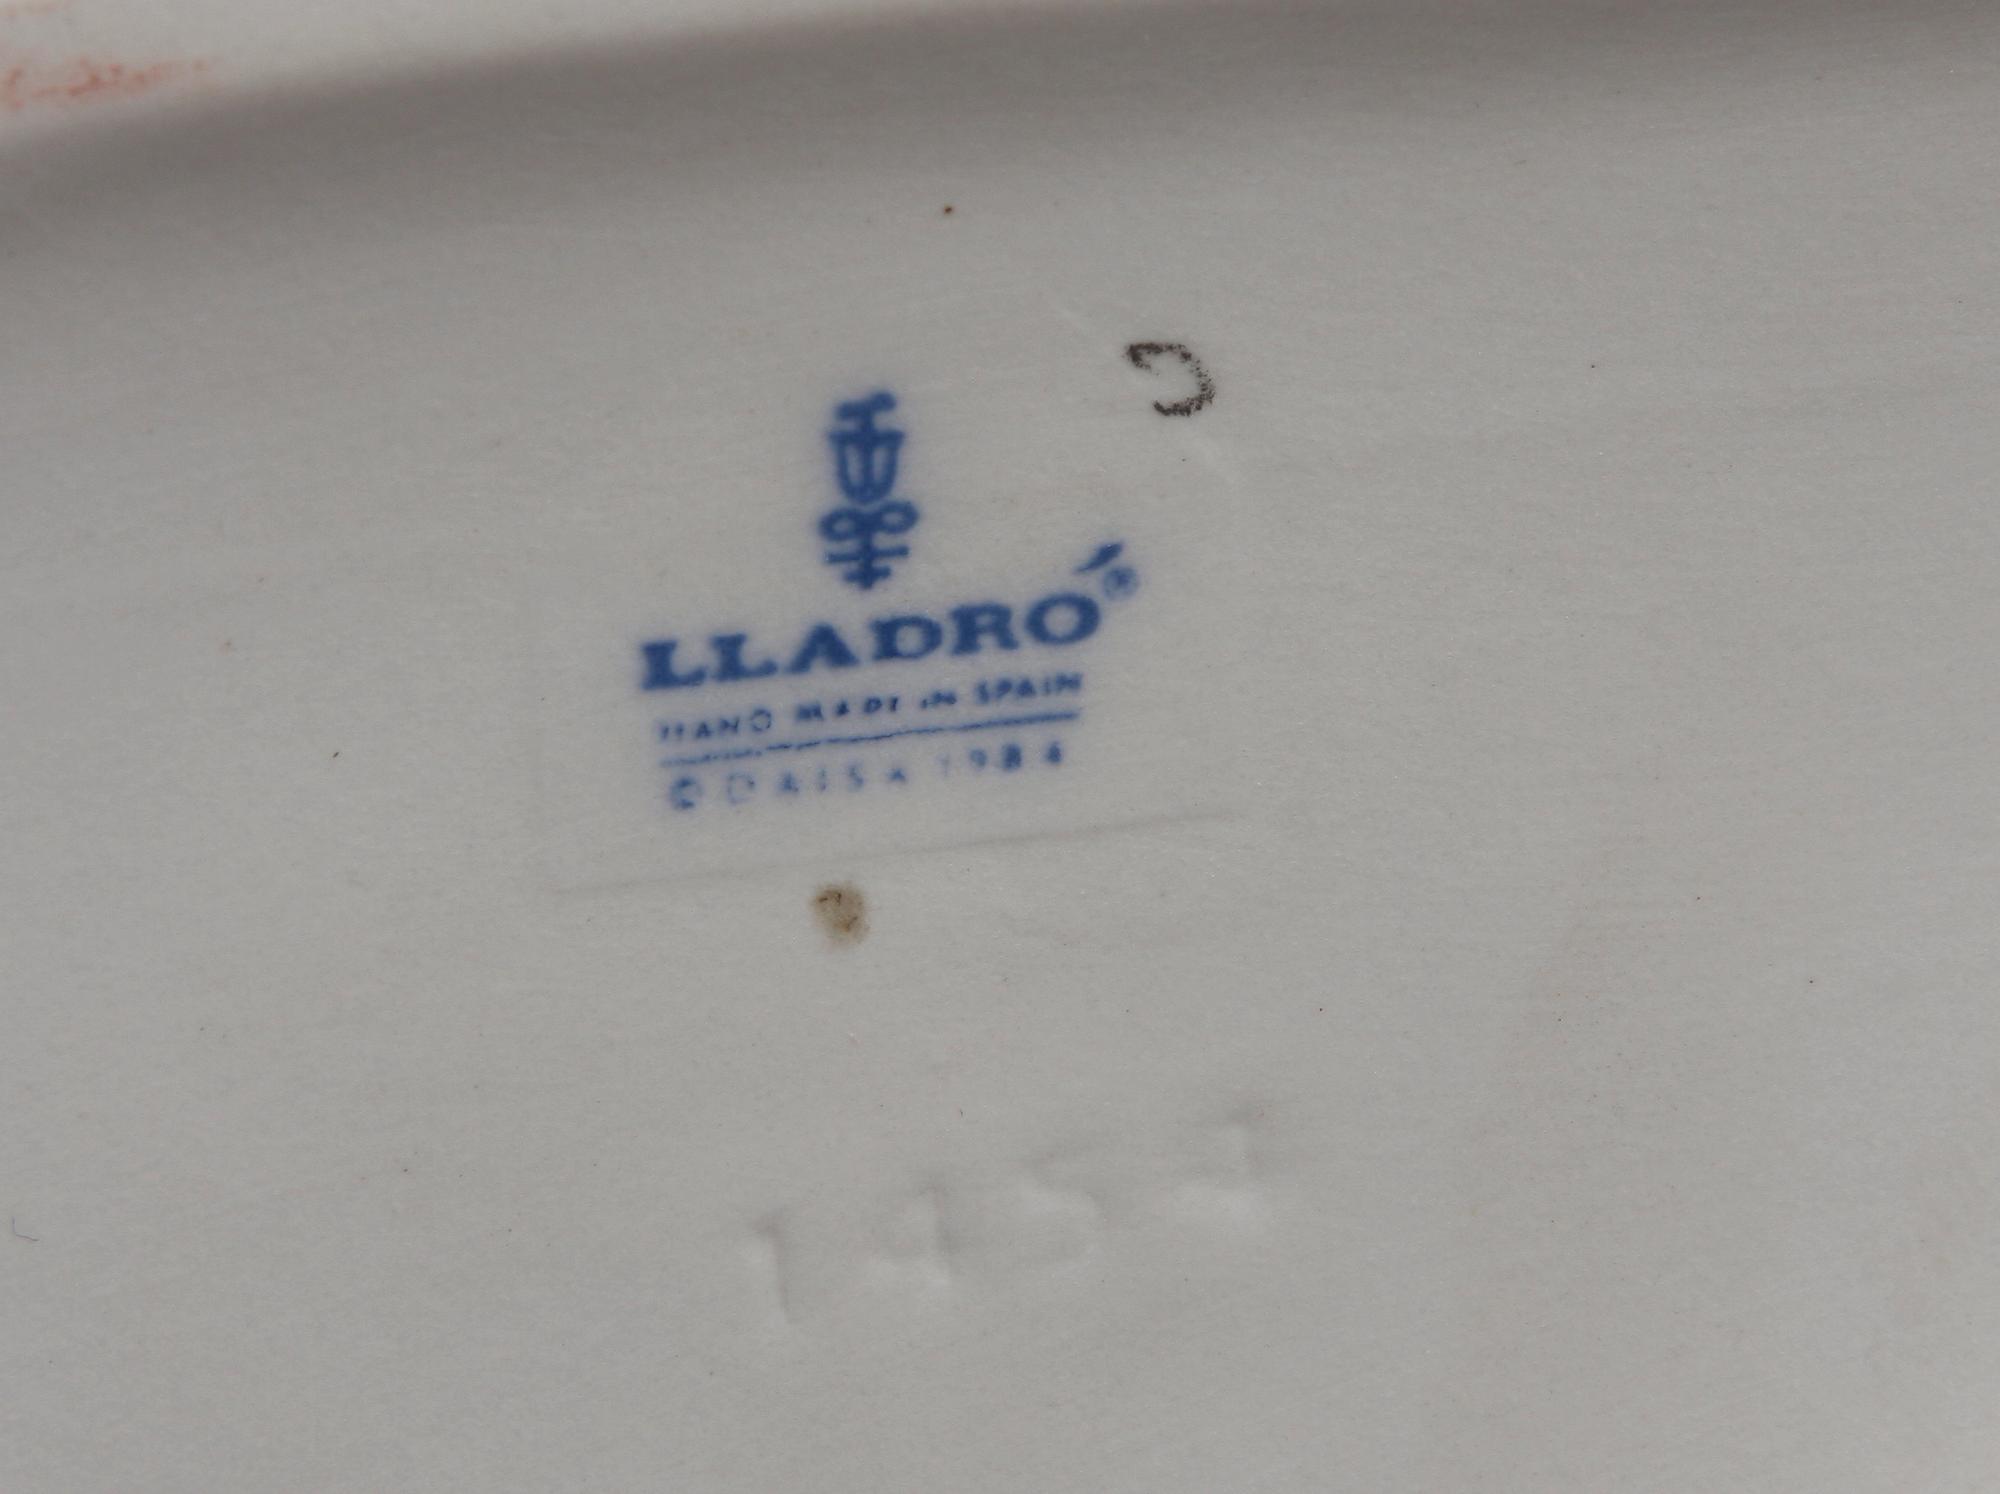 C
LLADRÓ®
HAND MADE IN SPAIN
© DAISA 1984